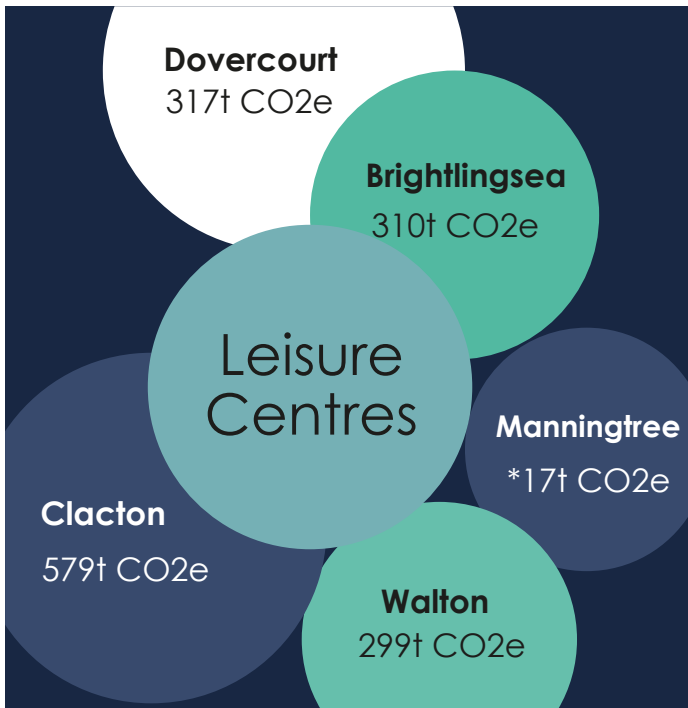 Dovercourt
317t CO2e
Brightlingsea
310t CO2e
Leisure
Centres
Manningtree
*17t CO2e
Clacton
579t CO2e
Walton
299t CO2e